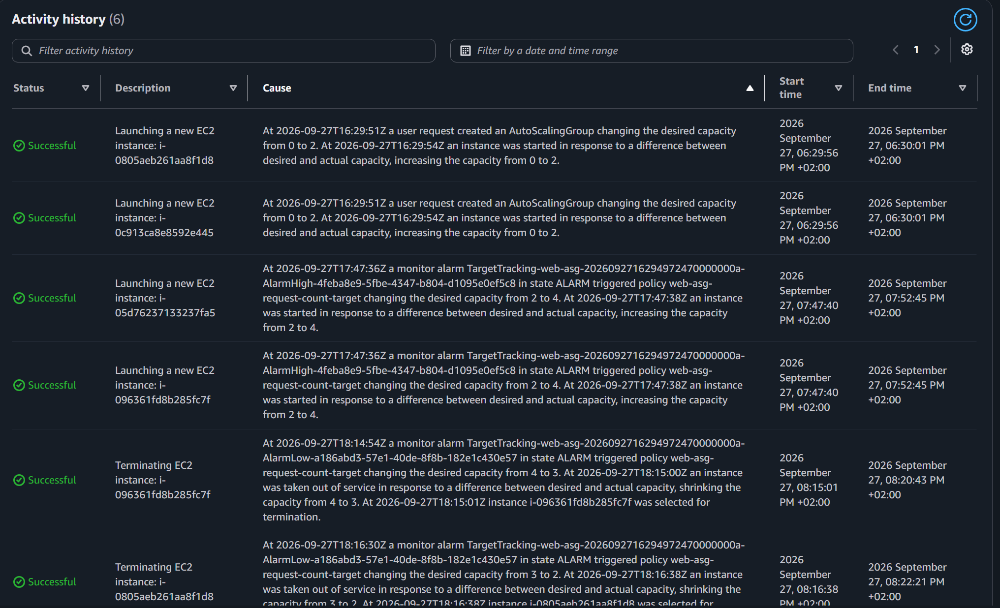 Activity history (6)
Filter activity history
Filter by a date and time range
1
Status
Description
Cause
Start
time
End time
Successful
Launching a new EC2
instance: i-
0805aeb261aa8f1d8
At 2026-09-27T16:29:51Z a user request created an AutoScalingGroup changing the desired capacity
from 0 to 2. At 2026-09-27T16:29:54Z an instance was started in response to a difference between
desired and actual capacity, increasing the capacity from 0 to 2.
2026
September
27, 06:29:56
PM +02:00
2026 September
27, 06:30:01 PM
+02:00
Successful
Launching a new EC2
instance: i-
0c913ca8e8592e445
At 2026-09-27T16:29:51Z a user request created an AutoScalingGroup changing the desired capacity
from 0 to 2. At 2026-09-27T16:29:54Z an instance was started in response to a difference between
desired and actual capacity, increasing the capacity from 0 to 2.
2026
September
27, 06:29:56
PM +02:00
2026 September
27, 06:30:01 PM
+02:00
Successful
Launching a new EC2
instance: i-
05d76237133237fa5
At 2026-09-27T17:47:36Z a monitor alarm TargetTracking-web-asg-20260927162949724700000000a-
AlarmHigh-4feba8e9-5fbe-4347-b804-d1095e0ef5c8 in state ALARM triggered policy web-asg-
request-count-target changing the desired capacity from 2 to 4. At 2026-09-27T17:47:38Z an instance
was started in response to a difference between desired and actual capacity, increasing the capacity
from 2 to 4.
2026
September
27, 07:47:40
PM +02:00
2026 September
27, 07:52:45 PM
+02:00
Successful
Launching a new EC2
instance: i-
096361fd8b285fc7f
At 2026-09-27T17:47:36Z a monitor alarm TargetTracking-web-asg-20260927162949724700000000a-
AlarmHigh-4feba8e9-5fbe-4347-b804-d1095e0ef5c8 in state ALARM triggered policy web-asg-
request-count-target changing the desired capacity from 2 to 4. At 2026-09-27T17:47:38Z an instance
was started in response to a difference between desired and actual capacity, increasing the capacity
from 2 to 4.
2026
September
27, 07:47:40
PM +02:00
2026 September
27, 07:52:45 PM
+02:00
Successful
Terminating EC2
instance: i-
096361fd8b285fc7f
At 2026-09-27T18:14:54Z a monitor alarm TargetTracking-web-asg-20260927162949724700000000a-
AlarmLow-a186abd3-57e1-40de-8f8b-182e1c430e57 in state ALARM triggered policy web-asg-
request-count-target changing the desired capacity from 4 to 3. At 2026-09-27T18:15:00Z an instance
was taken out of service in response to a difference between desired and actual capacity, shrinking the
capacity from 4 to 3. At 2026-09-27T18:15:01Z instance i-096361fd8b285fc7f was selected for
termination.
2026
September
27, 08:15:01
PM +02:00
2026 September
27, 08:20:43 PM
+02:00
Successful
Terminating EC2
instance: i-
0805aeb261aa8f1d8
At 2026-09-27T18:16:30Z a monitor alarm TargetTracking-web-asg-20260927162949724700000000a-
AlarmLow-a186abd3-57e1-40de-8f8b-182e1c430e57 in state ALARM triggered policy web-asg-
request-count-target changing the desired capacity from 3 to 2. At 2026-09-27T18:16:38Z an instance
was taken out of service in response to a difference between desired and actual capacity, shrinking the
capacity from 3 to 2. At 2026-09-27T18:16:38Z instance i-0805aeb261aa8f1d8 was selected for
2026
September
27, 08:16:38
PM +02:00
2026 September
27, 08:22:21 PM
+02:00